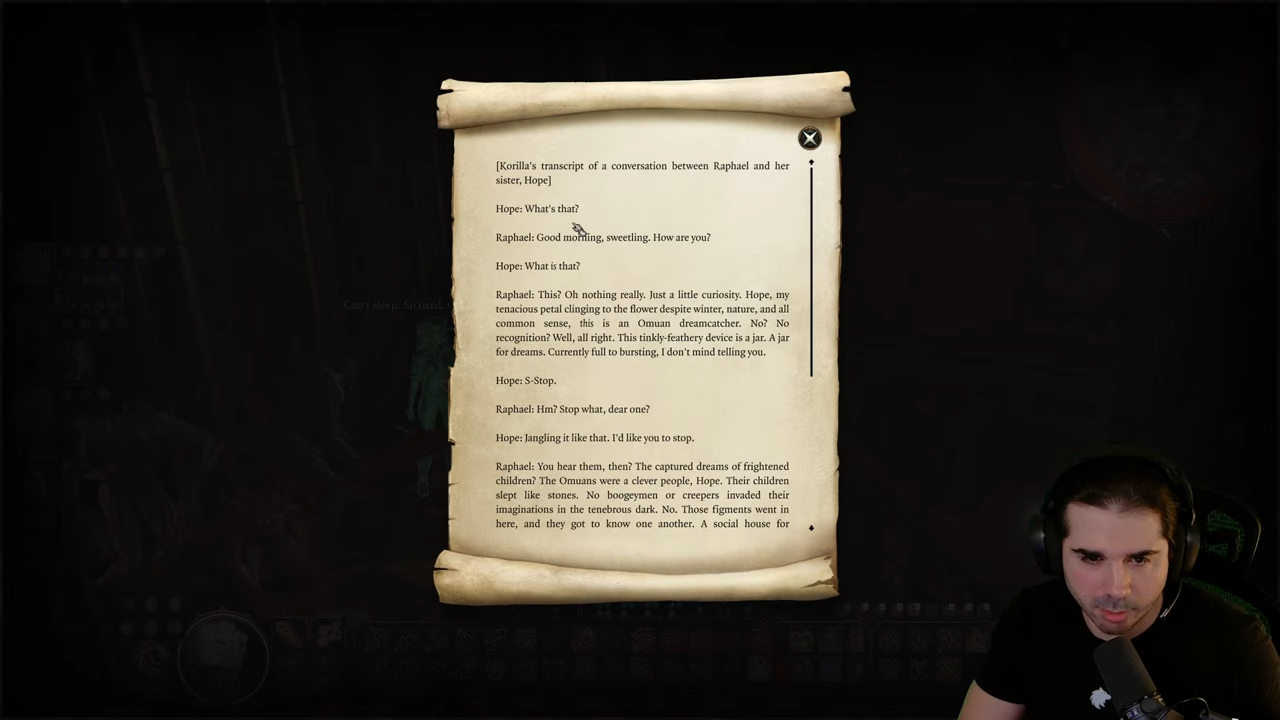 [Korilla's transcript of a conversation between Raphael and her
sister, Hope]
Hope: What's that?
Raphael: Good morning, sweetling. How are you?
Hope: What is that?
Raphael: This? Oh nothing really. Just a little curiosity. Hope, my
tenacious petal clinging to the flower despite winter, nature, and all
common sense, this is an Omuan dreamcatcher. No? No
recognition? Well, all right. This tinkly-feathery device is a jar. A jar
for dreams. Currently full to bursting, I don't mind telling you.
Can't sleep. So tired.
Hope: S-Stop.
Raphael: Hm? Stop what, dear one?
Hope: Jangling it like that. I'd like you to stop.
Raphael: You hear them, then? The captured dreams of frightened
children? The Omuans were a clever people, Hope. Their children
slept like stones. No boogeymen or creepers invaded their
imaginations in the tenebrous dark. No. Those figments went in
here, and they got to know one another. A social house for